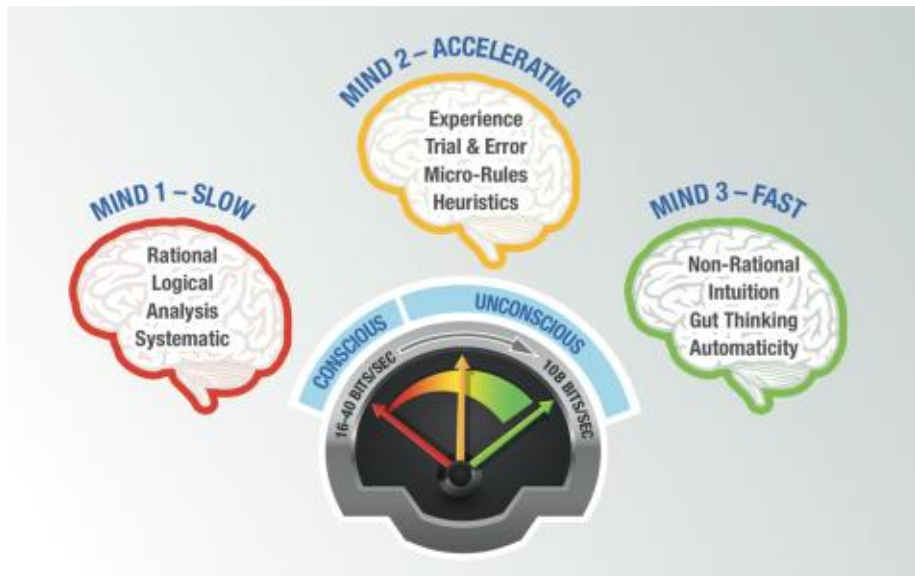 MIND 1 – SLOW
Rational
Logical
Analysis
Systematic
MIND 2 – ACCELERATING
Experience
Trial & Error
Micro-Rules
Heuristics
MIND 3 – FAST
Non-Rational
Intuition
Gut Thinking
Automaticity
CONSCIOUS
UNCONSCIOUS
16–40 BITS/SEC
10B BITS/SEC